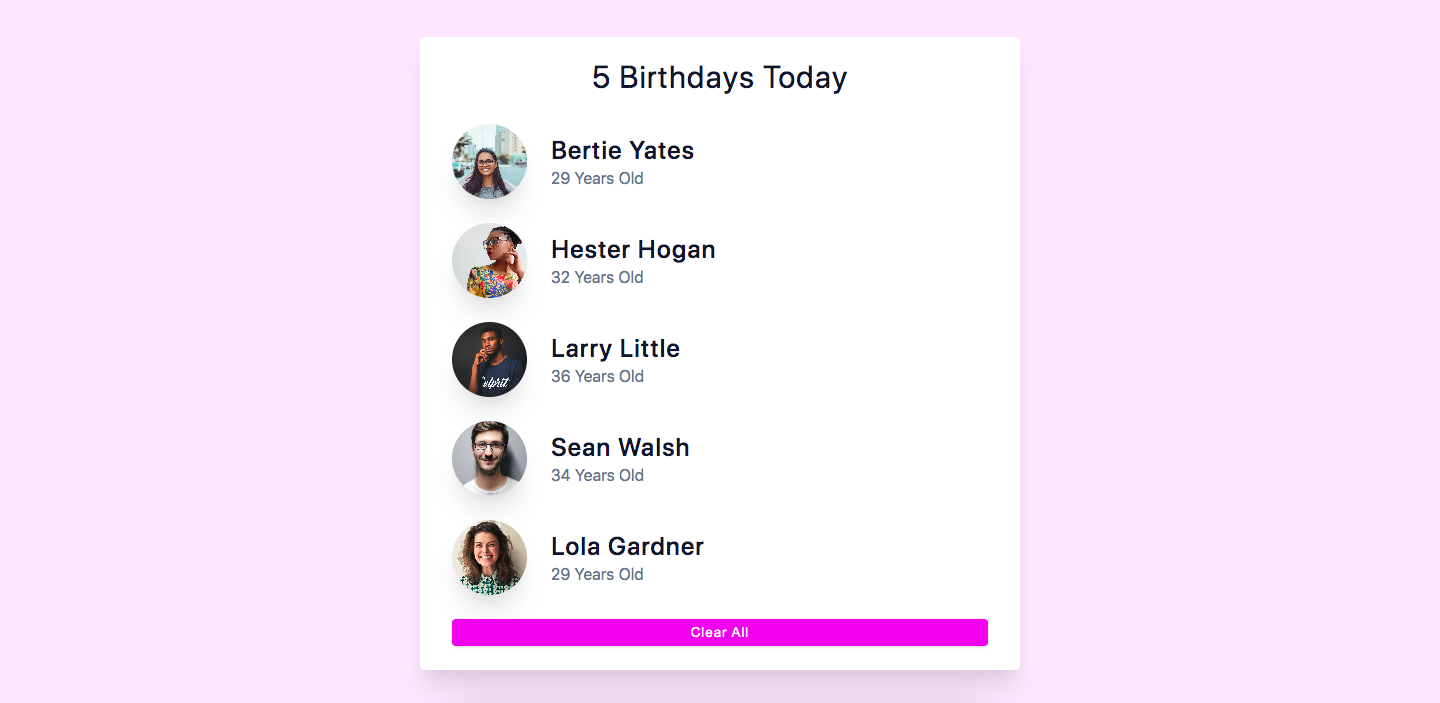 5 Birthdays Today
Bertie Yates
29 Years Old
Hester Hogan
32 Years Old
Larry Little
36 Years Old
Culprit
Sean Walsh
34 Years Old
Lola Gardner
29 Years Old
Clear All